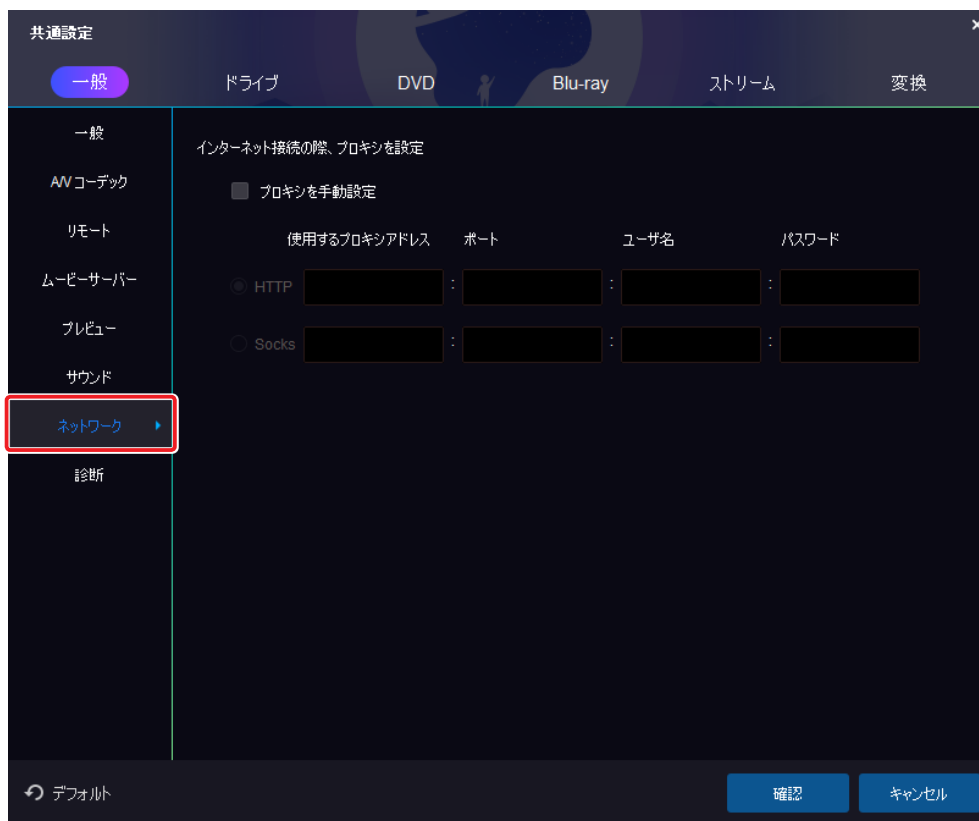 共通設定
×
一般 ドライブ DVD Blu-ray ストリーム 変換
一般
A/Vコーデック
リモート
ムービーサーバー
プレビュー
サウンド
ネットワーク
診断
インターネット接続の際、プロキシを設定
プロキシを手動設定
使用するプロキシアドレス ポート ユーザ名 パスワード
HTTP : : :
Socks : : :
デフォルト
確認 キャンセル